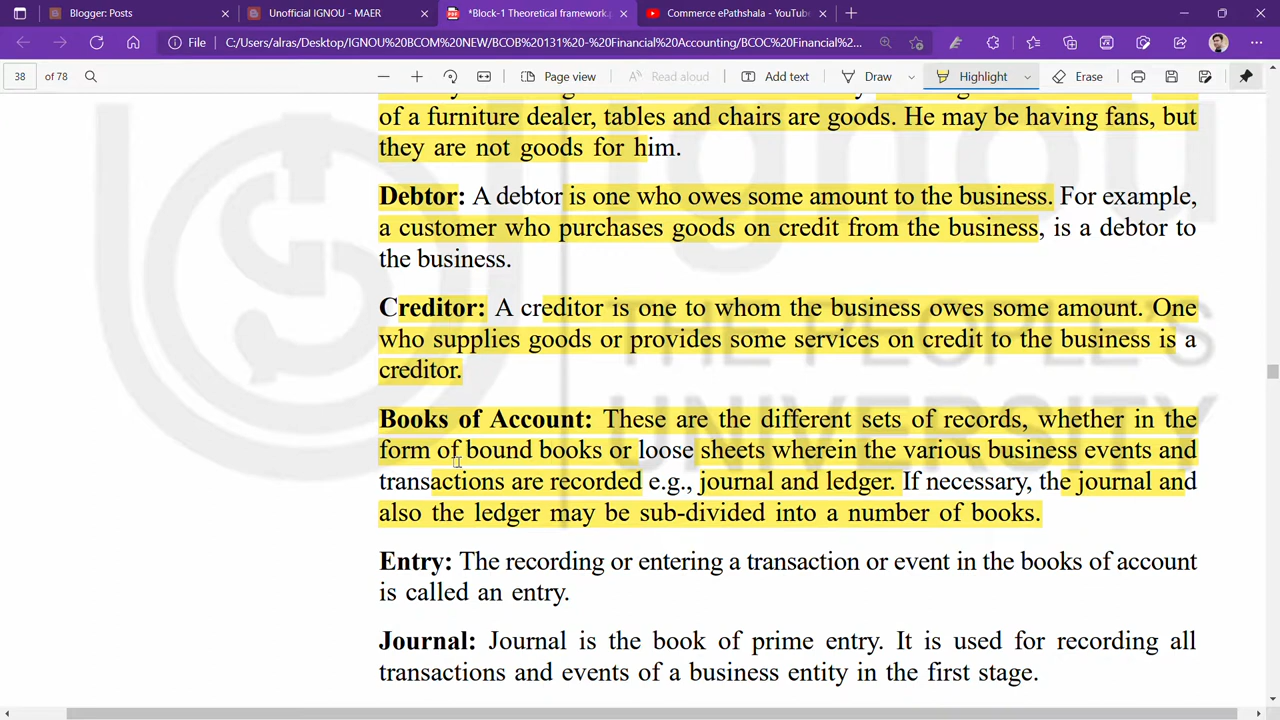 Blogger: Posts
Unofficial IGNOU - MAER
*Block-1 Theoretical framework.
Commerce ePathshala - YouTube
File
C:/Users/alras/Desktop/IGNOU%20BCOM%20NEW/BCOB%20131%20-%20Financial%20Accounting/BCOC%20Financial%2...
38 of 78
Page view
Read aloud
Add text
Draw
Highlight
Erase
of a furniture dealer, tables and chairs are goods. He may be having fans, but
they are not goods for him.
Debtor: A debtor is one who owes some amount to the business. For example,
a customer who purchases goods on credit from the business, is a debtor to
the business.
Creditor: A creditor is one to whom the business owes some amount. One
who supplies goods or provides some services on credit to the business is a
creditor.
Books of Account: These are the different sets of records, whether in the
form of bound books or loose sheets wherein the various business events and
transactions are recorded e.g., journal and ledger. If necessary, the journal and
also the ledger may be sub-divided into a number of books.
Entry: The recording or entering a transaction or event in the books of account
is called an entry.
Journal: Journal is the book of prime entry. It is used for recording all
transactions and events of a business entity in the first stage.
ignou
THE PEOPLE'S
UNIVERSITY